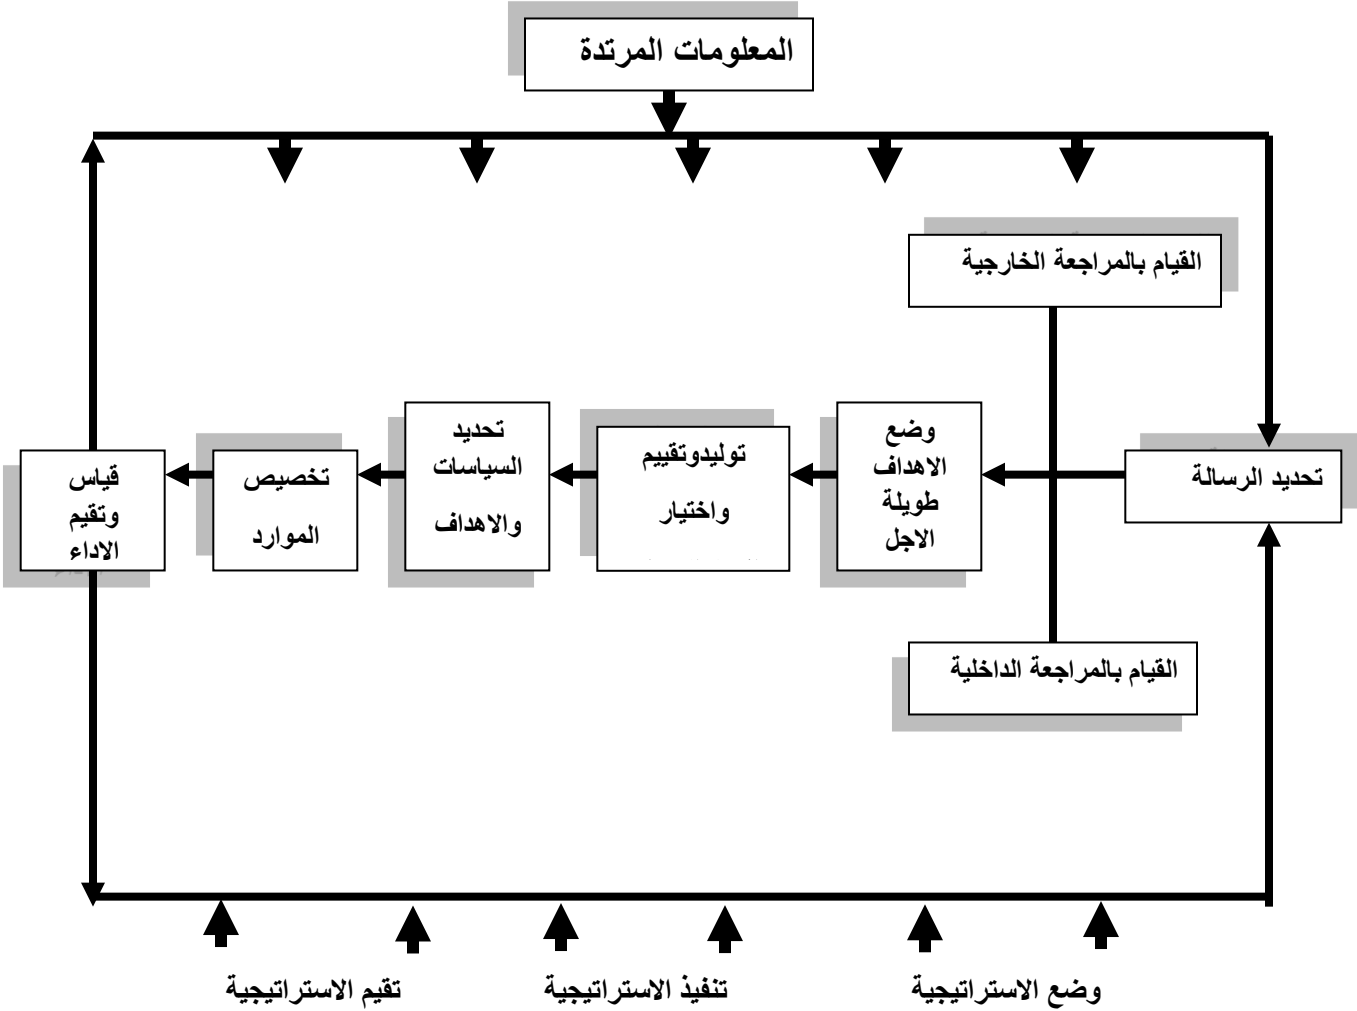 المعلومات المرتدة
القيام بالمراجعة الخارجية
تحديد الرسالة
وضع
الاهداف
طويلة
الاجل
توليدوتقييم
واختيار
تحديد
السياسات
والاهداف
تخصيص
الموارد
قياس
وتقيم
الاداء
القيام بالمراجعة الداخلية
وضع الاستراتيجية
تنفيذ الاستراتيجية
تقيم الاستراتيجية